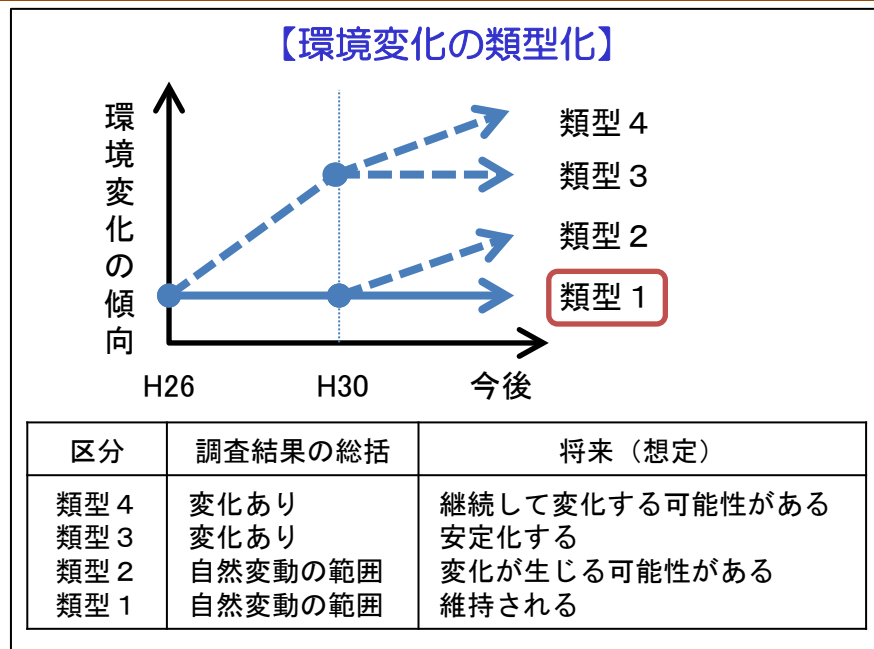 【環境変化の類型化】
環境変化の傾向
類型４
類型３
類型２
類型１
H26 H30 今後
区分 調査結果の総括 将来（想定）
類型４ 変化あり 継続して変化する可能性がある
類型３ 変化あり 安定化する
類型２ 自然変動の範囲 変化が生じる可能性がある
類型１ 自然変動の範囲 維持される